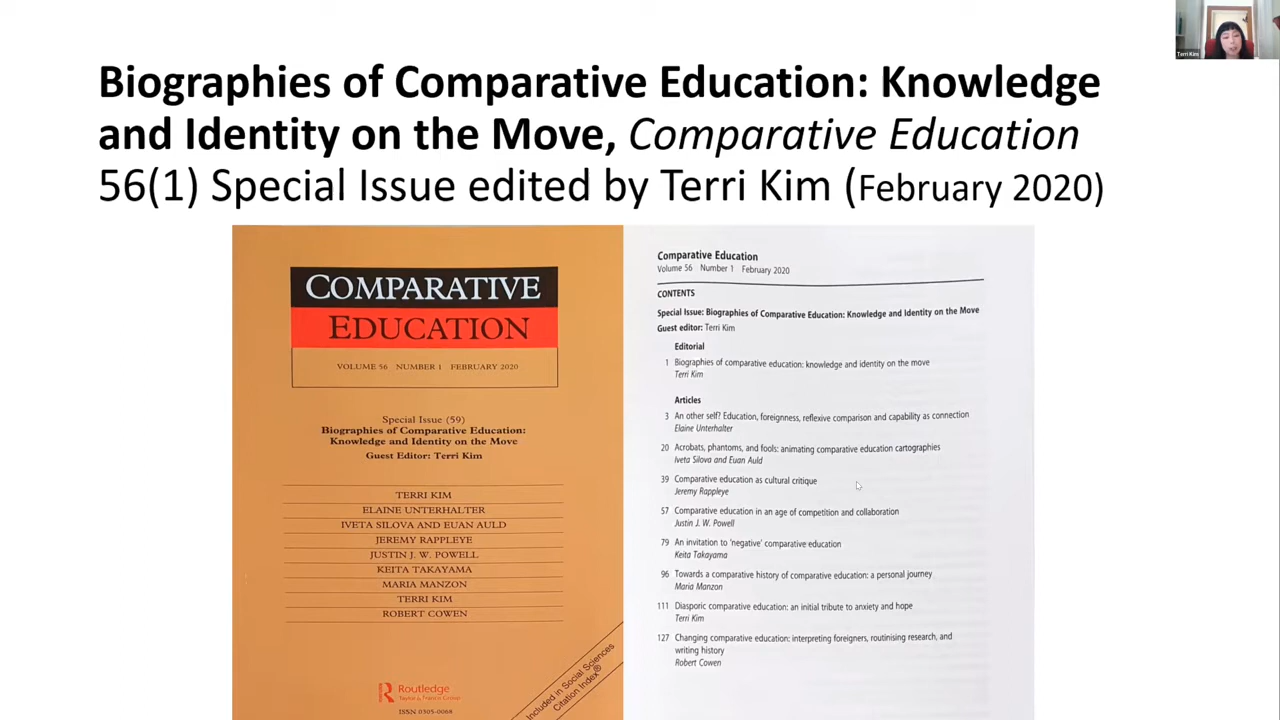 Terri Kim
Biographies of Comparative Education: Knowledge
and Identity on the Move, Comparative Education
56(1) Special Issue edited by Terri Kim (February 2020)
COMPARATIVE
EDUCATION
VOLUME 56 NUMBER 1 FEBRUARY 2020
Special Issue (59)
Biographies of Comparative Education:
Knowledge and Identity on the Move
Guest Editor: Terri Kim
TERRI KIM
ELAINE UNTERHALTER
IVETA SILOVA AND EUAN AULD
JEREMY RAPPLEYE
JUSTIN J. W. POWELL
KEITA TAKAYAMA
MARIA MANZON
TERRI KIM
ROBERT COWEN
Routledge
Taylor & Francis Group
ISSN 0305-0068
Included in Social Sciences
Citation Index®
Comparative Education
Volume 56 Number 1 February 2020
CONTENTS
Special Issue: Biographies of Comparative Education: Knowledge and Identity on the Move
Guest editor: Terri Kim
Editorial
1 Biographies of comparative education: knowledge and identity on the move
Terri Kim
Articles
3 An other self? Education, foreignness, reflexive comparison and capability as connection
Elaine Unterhalter
20 Acrobats, phantoms, and fools: animating comparative education cartographies
Iveta Silova and Euan Auld
39 Comparative education as cultural critique
Jeremy Rappleye
57 Comparative education in an age of competition and collaboration
Justin J. W. Powell
79 An invitation to 'negative' comparative education
Keita Takayama
96 Towards a comparative history of comparative education: a personal journey
Maria Manzon
111 Diasporic comparative education: an initial tribute to anxiety and hope
Terri Kim
127 Changing comparative education: interpreting foreigners, routinising research, and
writing history
Robert Cowen